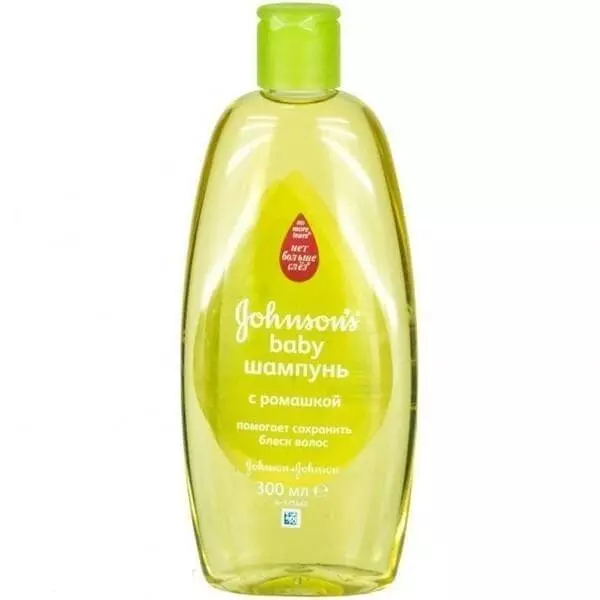 no
more
tears®
нет
больше
слёз
Johnson's
baby
шампунь
с ромашкой
помогает сохранить
блеск волос
Johnson & Johnson
300 мл ℮